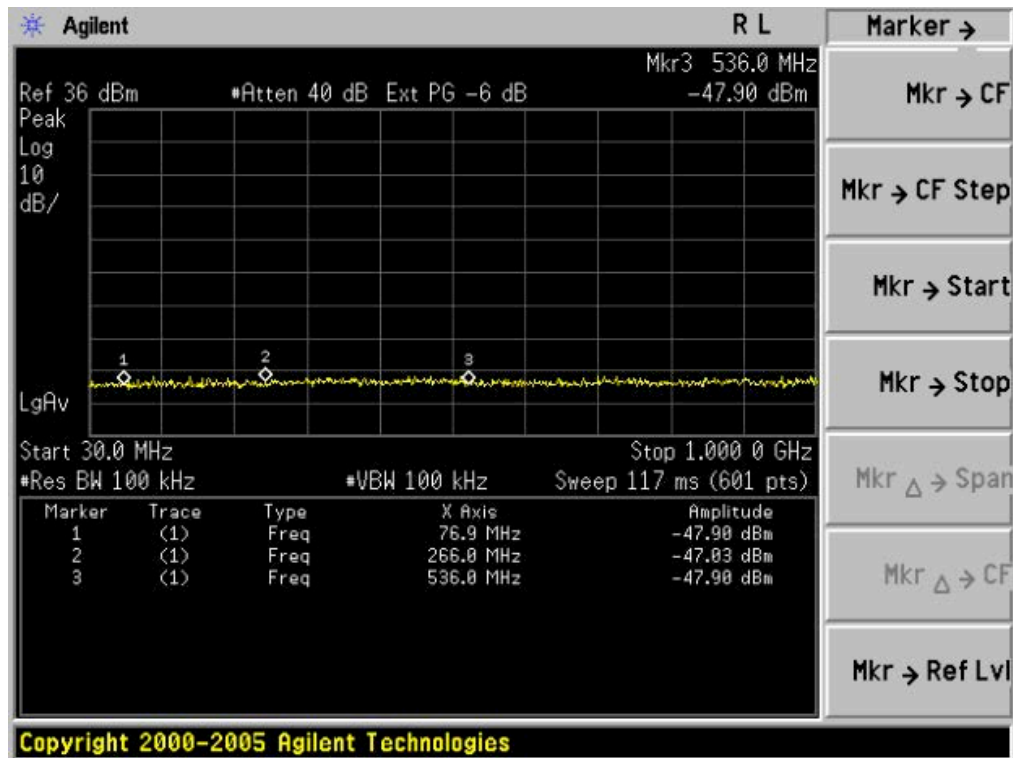 Agilent R L
Mkr3 536.0 MHz
Ref 36 dBm #Atten 40 dB Ext PG -6 dB -47.90 dBm
Peak
Log
10
dB/
1 2 3
LgAv
Start 30.0 MHz Stop 1.000 0 GHz
#Res BW 100 kHz #VBW 100 kHz Sweep 117 ms (601 pts)
Marker Trace Type X Axis Amplitude
1 (1) Freq 76.9 MHz -47.90 dBm
2 (1) Freq 266.0 MHz -47.03 dBm
3 (1) Freq 536.0 MHz -47.90 dBm
Marker →
Mkr → CF
Mkr → CF Step
Mkr → Start
Mkr → Stop
Mkr △ → Span
Mkr △ → CF
Mkr → Ref Lvl
Copyright 2000-2005 Agilent Technologies